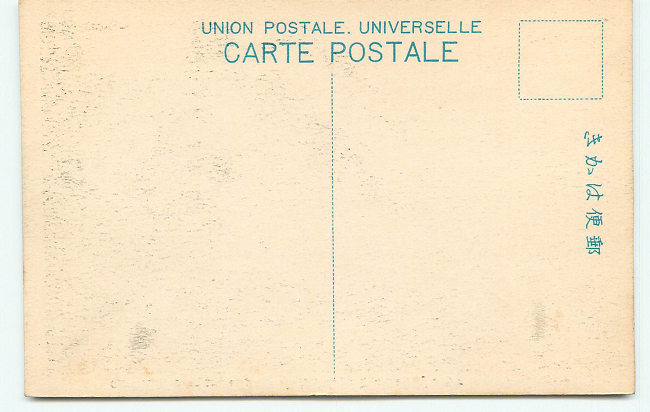 UNION POSTALE. UNIVERSELLE
CARTE POSTALE
郵便はかき